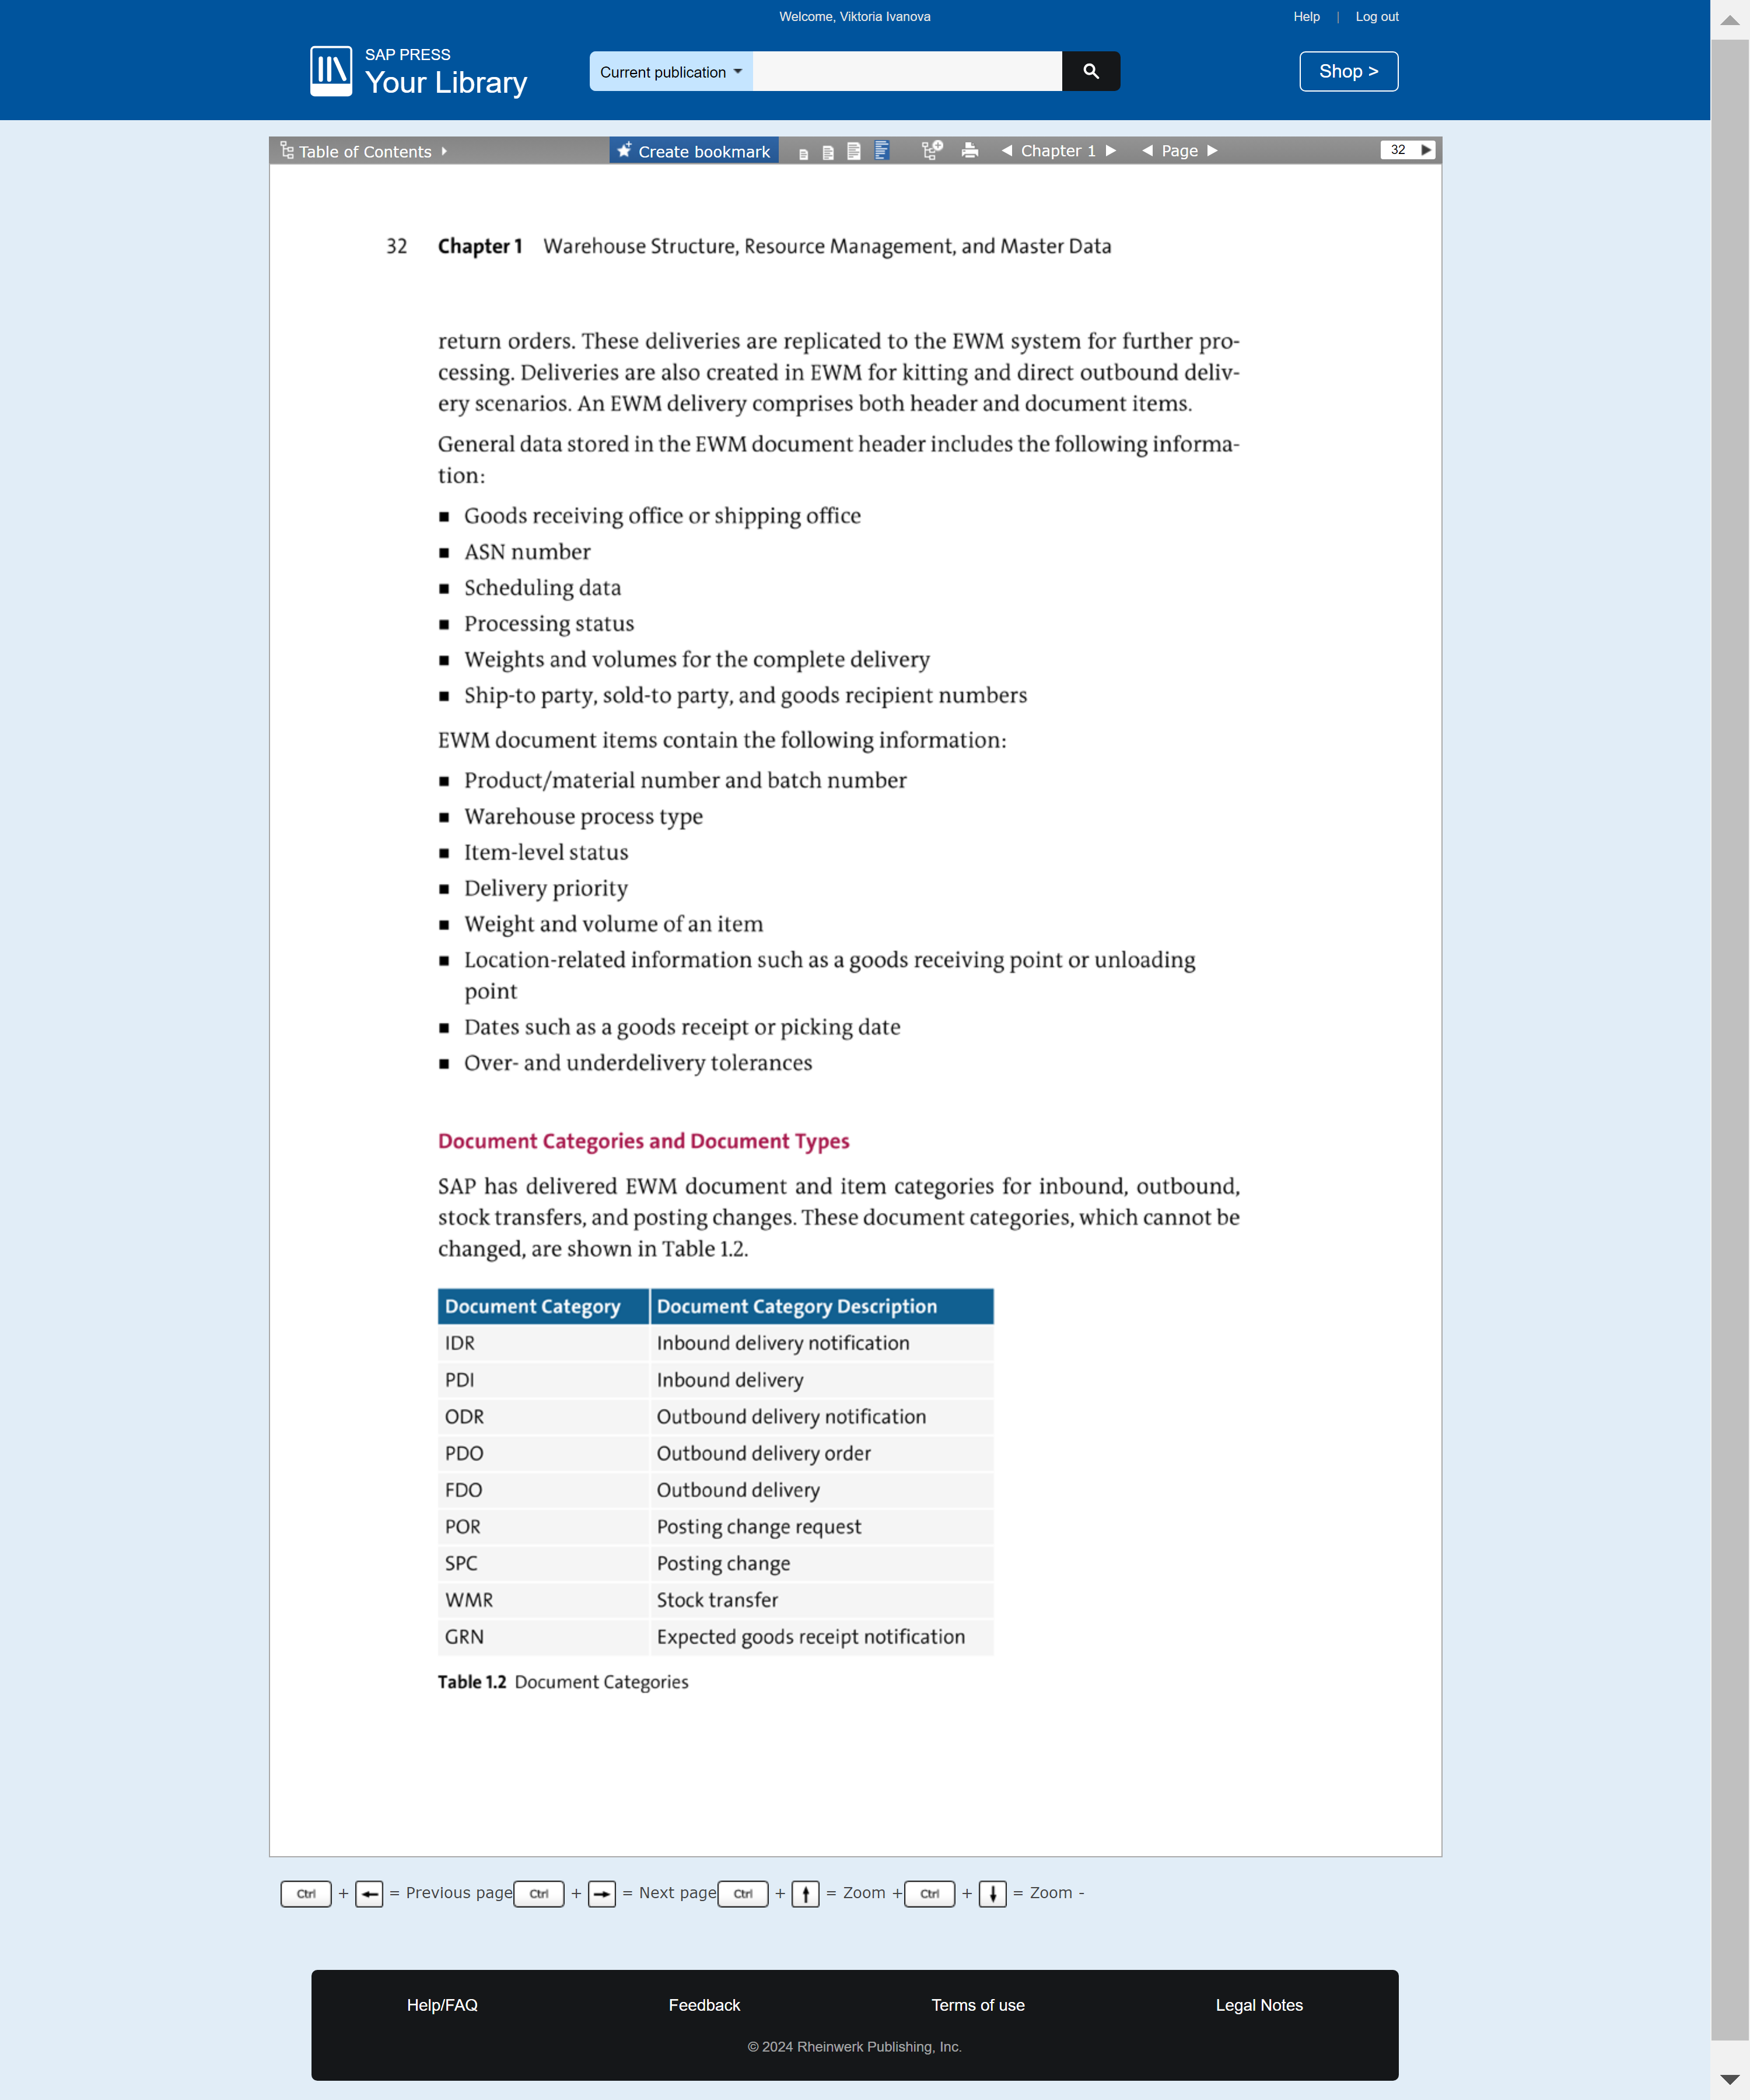 Welcome, Viktoria Ivanova
Help | Log out
SAP PRESS
Your Library
Current publication
Shop >
Table of Contents
Create bookmark
Chapter 1
Page
32
32 Chapter 1 Warehouse Structure, Resource Management, and Master Data
return orders. These deliveries are replicated to the EWM system for further pro-
cessing. Deliveries are also created in EWM for kitting and direct outbound deliv-
ery scenarios. An EWM delivery comprises both header and document items.
General data stored in the EWM document header includes the following informa-
tion:
■ Goods receiving office or shipping office
■ ASN number
■ Scheduling data
■ Processing status
■ Weights and volumes for the complete delivery
■ Ship-to party, sold-to party, and goods recipient numbers
EWM document items contain the following information:
■ Product/material number and batch number
■ Warehouse process type
■ Item-level status
■ Delivery priority
■ Weight and volume of an item
■ Location-related information such as a goods receiving point or unloading
point
■ Dates such as a goods receipt or picking date
■ Over- and underdelivery tolerances
Document Categories and Document Types
SAP has delivered EWM document and item categories for inbound, outbound,
stock transfers, and posting changes. These document categories, which cannot be
changed, are shown in Table 1.2.
Document Category Document Category Description
IDR Inbound delivery notification
PDI Inbound delivery
ODR Outbound delivery notification
PDO Outbound delivery order
FDO Outbound delivery
POR Posting change request
SPC Posting change
WMR Stock transfer
GRN Expected goods receipt notification
Table 1.2 Document Categories
Ctrl + ← = Previous page Ctrl + → = Next page Ctrl + ↑ = Zoom + Ctrl + ↓ = Zoom -
Help/FAQ Feedback Terms of use Legal Notes
© 2024 Rheinwerk Publishing, Inc.